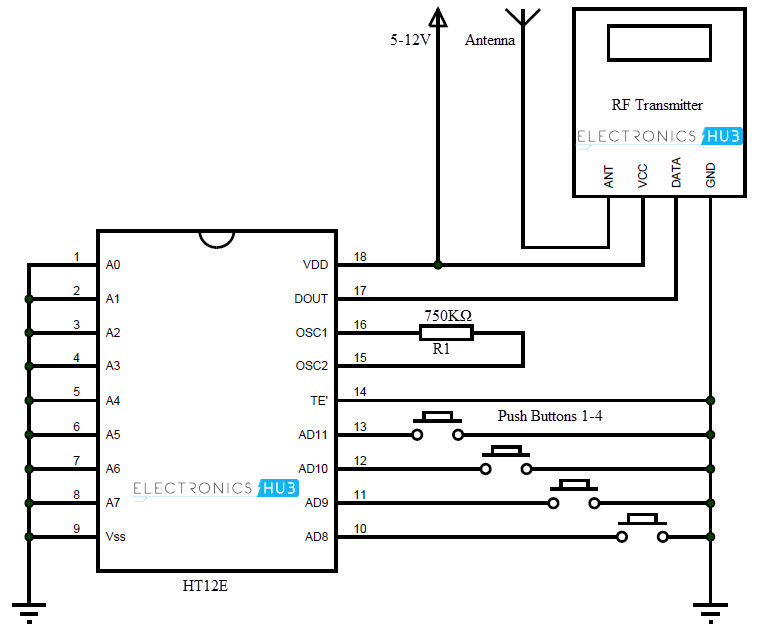 5-12V
Antenna
RF Transmitter
ELECTRONICS HUB
ANT
VCC
DATA
GND
1 A0 VDD 18
2 A1 DOUT 17
3 A2 OSC1 16
750KΩ
R1
4 A3 OSC2 15
5 A4 TE' 14
Push Buttons 1-4
6 A5 AD11 13
7 A6 AD10 12
ELECTRONICS HUB
8 A7 AD9 11
9 Vss AD8 10
HT12E